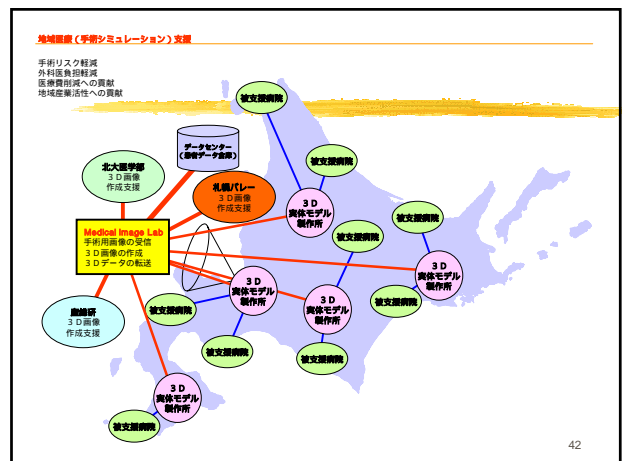 地域医療（手術シミュレーション）支援
手術リスク軽減
外科医負担軽減
医療費削減への貢献
地域産業活性への貢献
被支援病院
データセンター
（患者データ倉庫）
北大医学部
３Ｄ画像
作成支援
札幌バレー
３Ｄ画像
作成支援
被支援病院
３Ｄ
実体モデル
製作所
被支援病院
被支援病院
Medical Image Lab
手術用画像の受信
３Ｄ画像の作成
３Ｄデータの転送
３Ｄ
実体モデル
製作所
３Ｄ
実体モデル
製作所
３Ｄ
実体モデル
製作所
被支援病院
被支援病院
産総研
３Ｄ画像
作成支援
被支援病院
被支援病院
３Ｄ
実体モデル
製作所
被支援病院
42